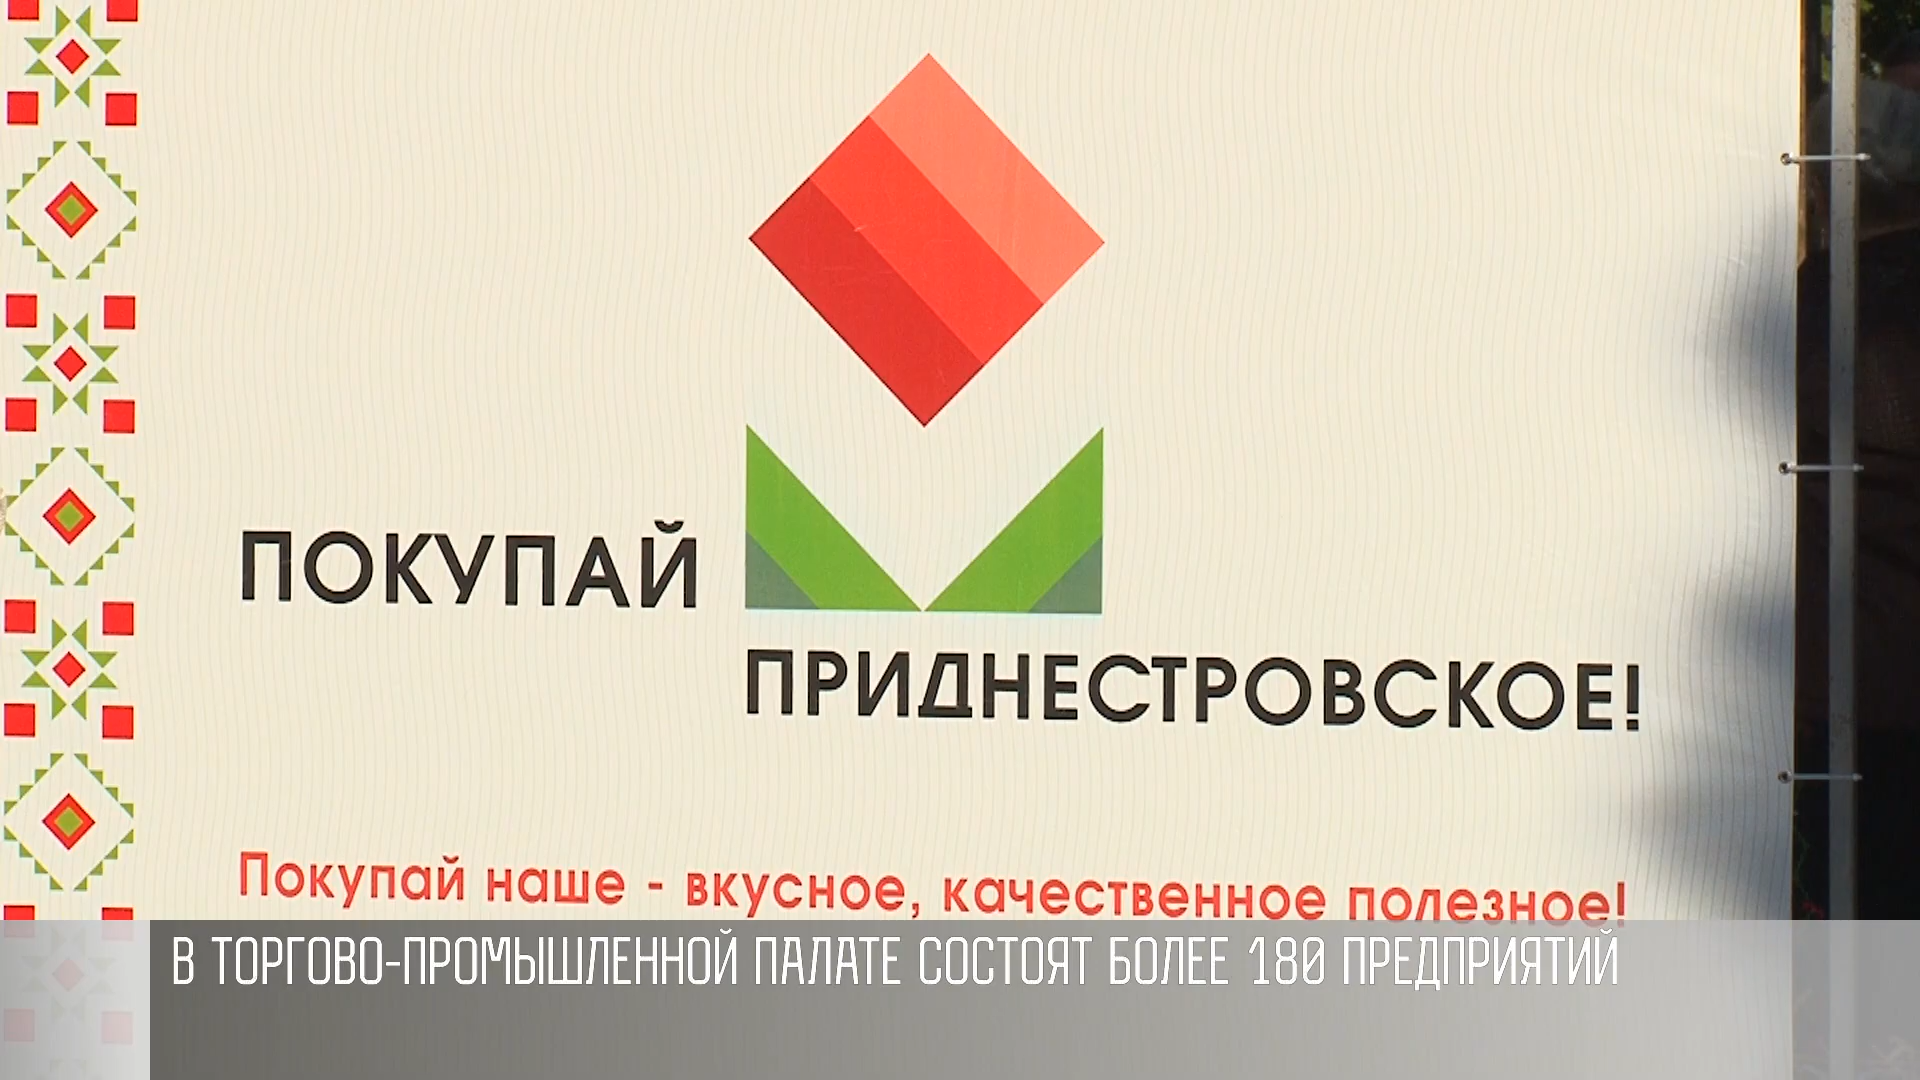 ПОКУПАЙ
ПРИДНЕСТРОВСКОЕ!
Покупай наше - вкусное, качественное полезное!
В ТОРГОВО-ПРОМЫШЛЕННОЙ ПАЛАТЕ СОСТОЯТ БОЛЕЕ 180 ПРЕДПРИЯТИЙ